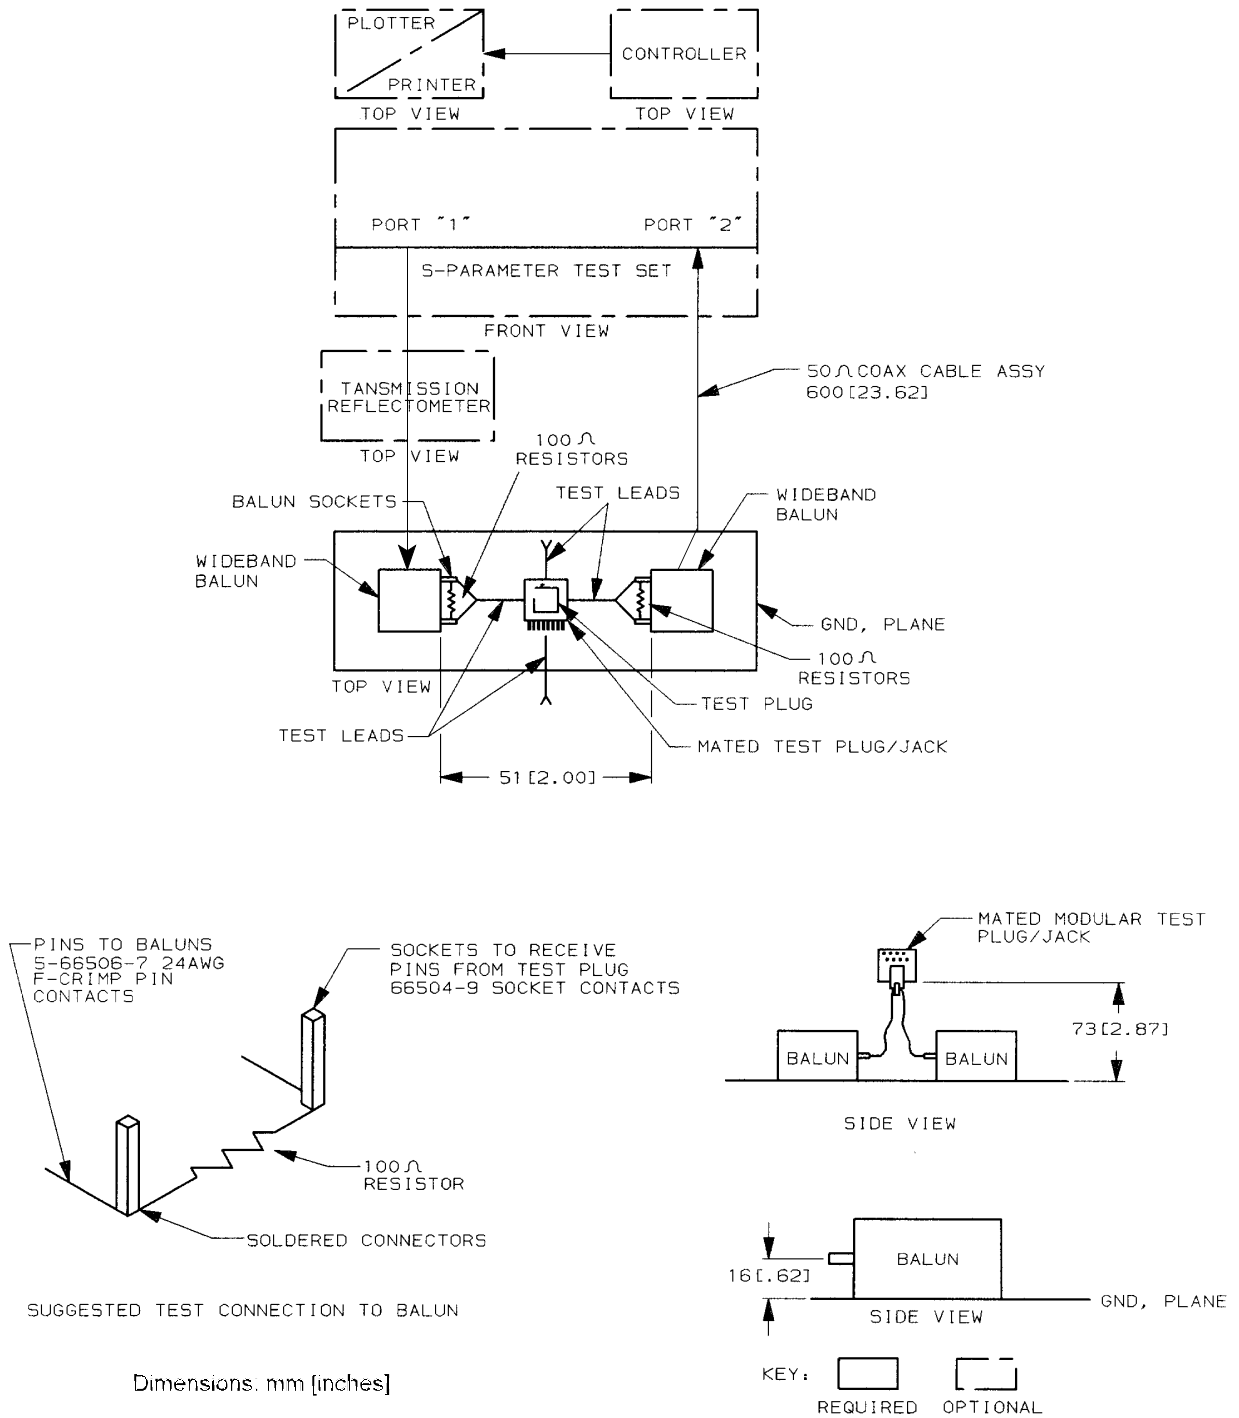 PLOTTER
PRINTER
CONTROLLER
TOP VIEW
TOP VIEW
PORT "1"
PORT "2"
S-PARAMETER TEST SET
FRONT VIEW
50Ω COAX CABLE ASSY
600[23.62]
TANSMISSION
REFLECTOMETER
TOP VIEW
100Ω
RESISTORS
BALUN SOCKETS
TEST LEADS
WIDEBAND
BALUN
WIDEBAND
BALUN
GND, PLANE
100Ω
RESISTORS
TOP VIEW
TEST PLUG
TEST LEADS
MATED TEST PLUG/JACK
51[2.00]
PINS TO BALUNS
5-66506-7 24AWG
F-CRIMP PIN
CONTACTS
SOCKETS TO RECEIVE
PINS FROM TEST PLUG
66504-9 SOCKET CONTACTS
100Ω
RESISTOR
SOLDERED CONNECTORS
SUGGESTED TEST CONNECTION TO BALUN
Dimensions: mm [inches]
MATED MODULAR TEST
PLUG/JACK
73[2.87]
BALUN
BALUN
SIDE VIEW
BALUN
16[.62]
GND, PLANE
SIDE VIEW
KEY:
REQUIRED
OPTIONAL